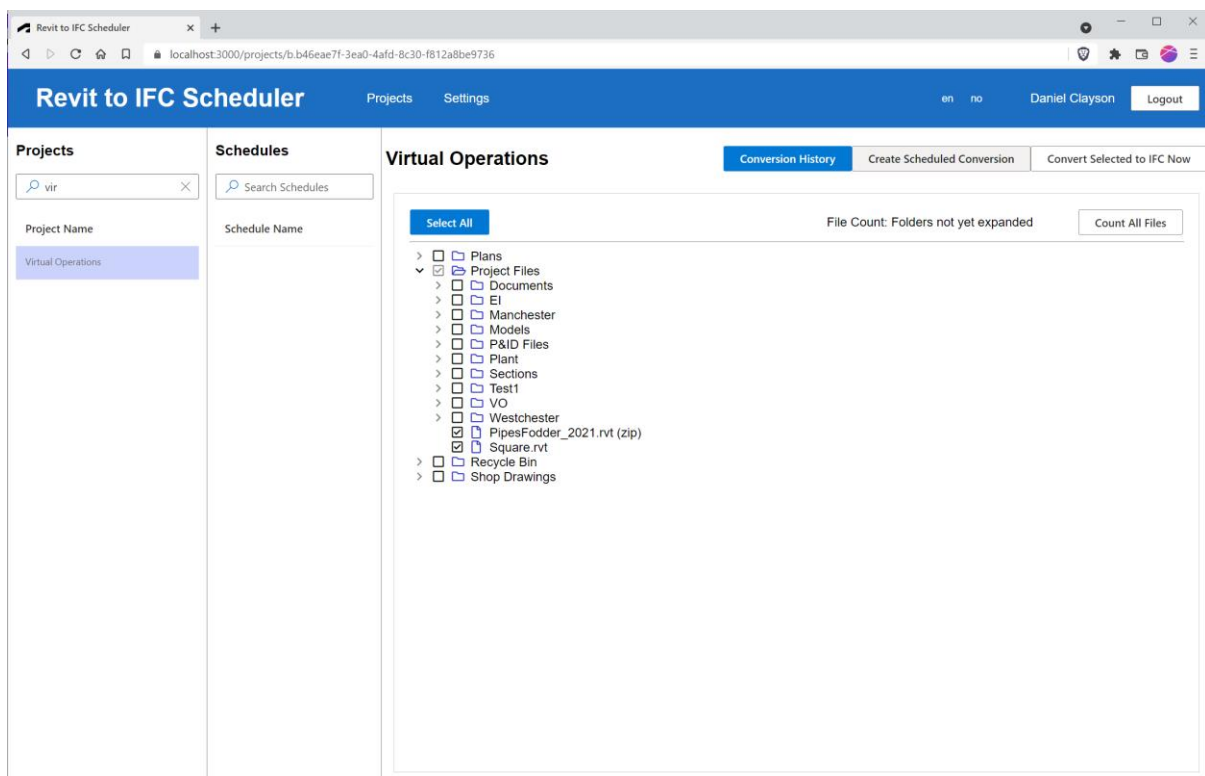 Revit to IFC Scheduler
localhost:3000/projects/b.b46eae7f-3ea0-4afd-8c30-f812a8be9736
Revit to IFC Scheduler Projects Settings en no Daniel Clayson Logout
Projects
vir
Project Name
Virtual Operations
Schedules
Search Schedules
Schedule Name
Virtual Operations Conversion History Create Scheduled Conversion Convert Selected to IFC Now
Select All File Count: Folders not yet expanded Count All Files
Plans
Project Files
Documents
EI
Manchester
Models
P&ID Files
Plant
Sections
Test1
VO
Westchester
PipesFodder_2021.rvt (zip)
Square.rvt
Recycle Bin
Shop Drawings